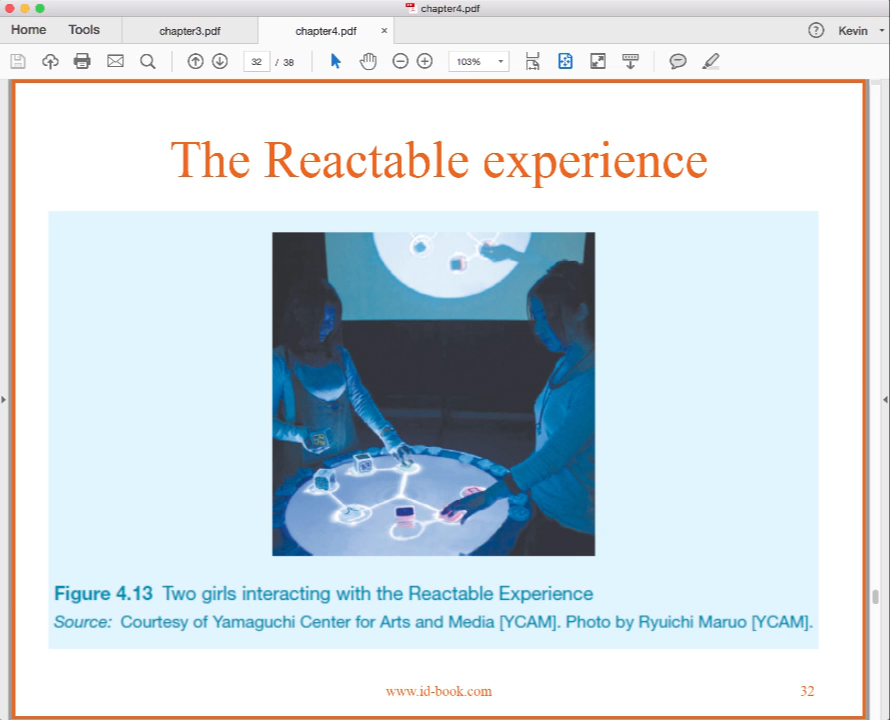 chapter4.pdf
Home Tools chapter3.pdf chapter4.pdf × ? Kevin
32 / 38 103%
The Reactable experience
Figure 4.13 Two girls interacting with the Reactable Experience
Source: Courtesy of Yamaguchi Center for Arts and Media [YCAM]. Photo by Ryuichi Maruo [YCAM].
www.id-book.com 32